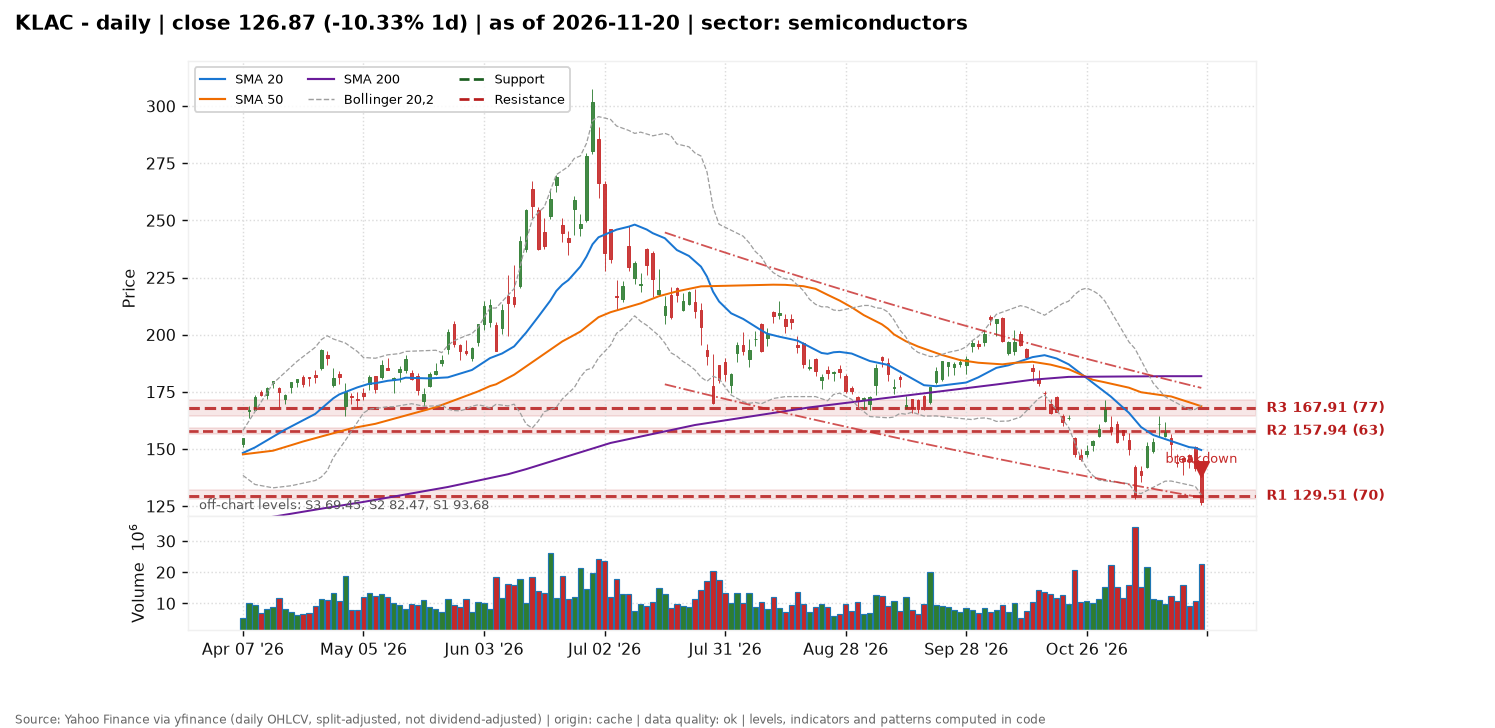 KLAC - daily | close 126.87 (-10.33% 1d) | as of 2026-11-20 | sector: semiconductors
SMA 20
SMA 50
SMA 200
Bollinger 20,2
Support
Resistance
Price
300
275
250
225
200
175
150
125
R3 167.91 (77)
R2 157.94 (63)
breakdown
R1 129.51 (70)
off-chart levels: S3 69.45, S2 82.47, S1 93.68
Volume 10⁶
30
20
10
Apr 07 '26
May 05 '26
Jun 03 '26
Jul 02 '26
Jul 31 '26
Aug 28 '26
Sep 28 '26
Oct 26 '26
Source: Yahoo Finance via yfinance (daily OHLCV, split-adjusted, not dividend-adjusted) | origin: cache | data quality: ok | levels, indicators and patterns computed in code